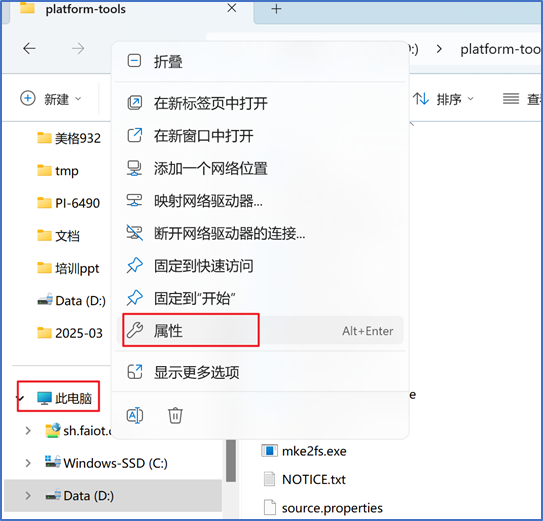 platform-tools
:)
platform-too
新建
排序
查
折叠
在新标签页中打开
在新窗口中打开
添加一个网络位置
映射网络驱动器...
断开网络驱动器的连接...
固定到快速访问
固定到"开始"
属性
Alt+Enter
显示更多选项
美格932
tmp
PI-6490
文档
培训ppt
Data (D:)
2025-03
此电脑
sh.faiot.c
Windows-SSD (C:)
Data (D:)
e
mke2fs.exe
NOTICE.txt
source.properties